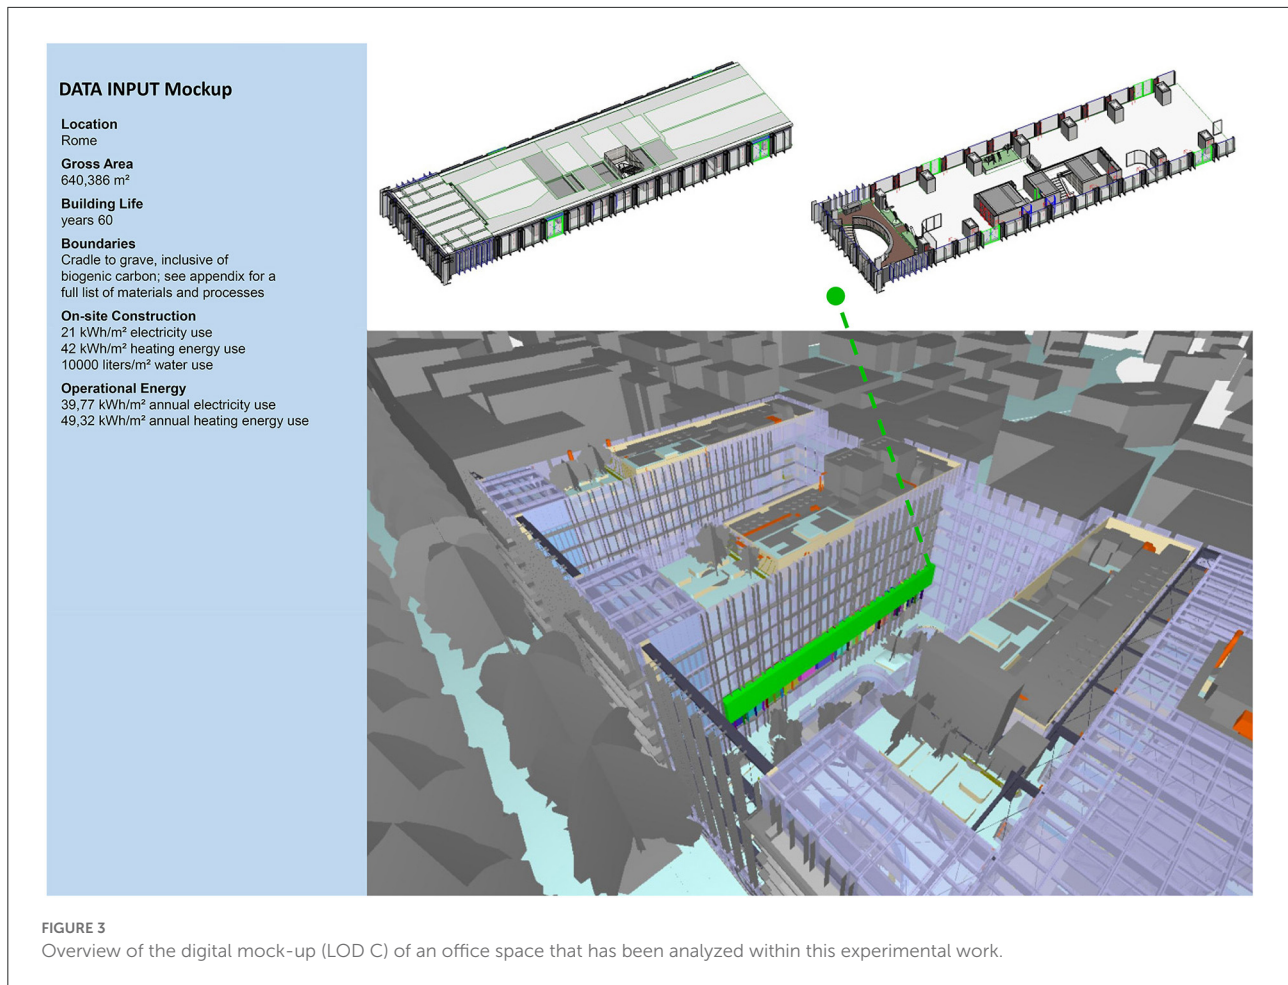 DATA INPUT Mockup
Location
Rome
Gross Area
640,386 m²
Building Life
years 60
Boundaries
Cradle to grave, inclusive of
biogenic carbon; see appendix for a
full list of materials and processes
On-site Construction
21 kWh/m² electricity use
42 kWh/m² heating energy use
10000 liters/m² water use
Operational Energy
39,77 kWh/m² annual electricity use
49,32 kWh/m² annual heating energy use
FIGURE 3
Overview of the digital mock-up (LOD C) of an office space that has been analyzed within this experimental work.